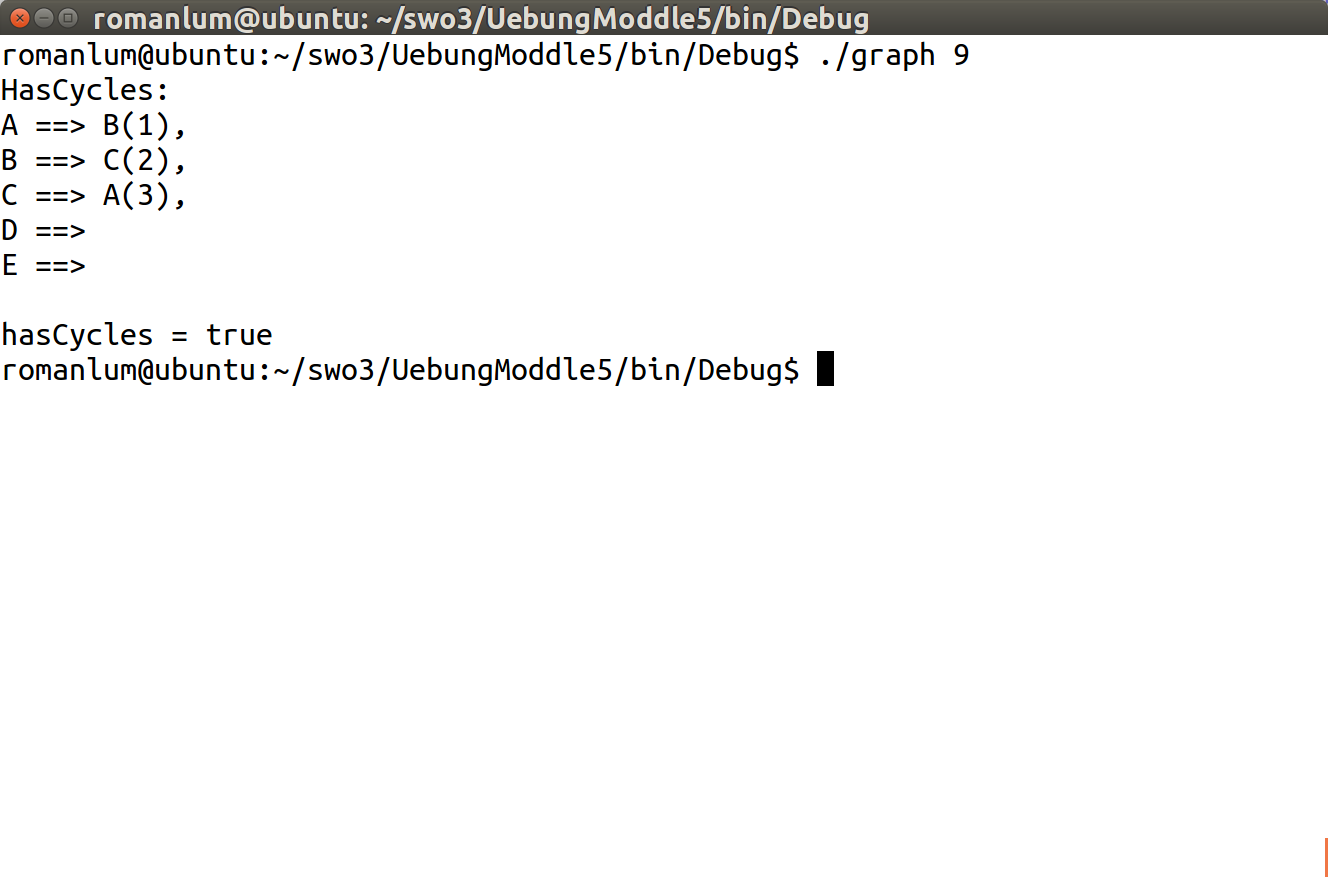 romanlum@ubuntu: ~/swo3/UebungModdle5/bin/Debug
romanlum@ubuntu:~/swo3/UebungModdle5/bin/Debug$ ./graph 9
HasCycles:
A ==> B(1),
B ==> C(2),
C ==> A(3),
D ==>
E ==>
hasCycles = true
romanlum@ubuntu:~/swo3/UebungModdle5/bin/Debug$